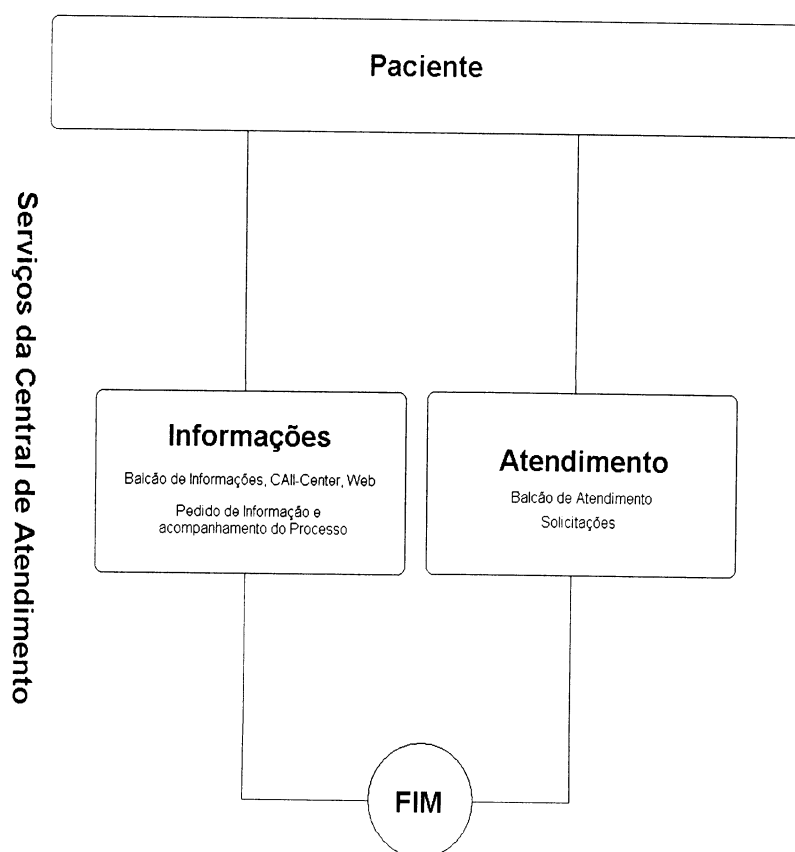 Paciente
Serviços da Central de Atendimento
Informações
Balcão de Informações, CAll-Center, Web
Pedido de Informação e
acompanhamento do Processo
Atendimento
Balcão de Atendimento
Solicitações
FIM